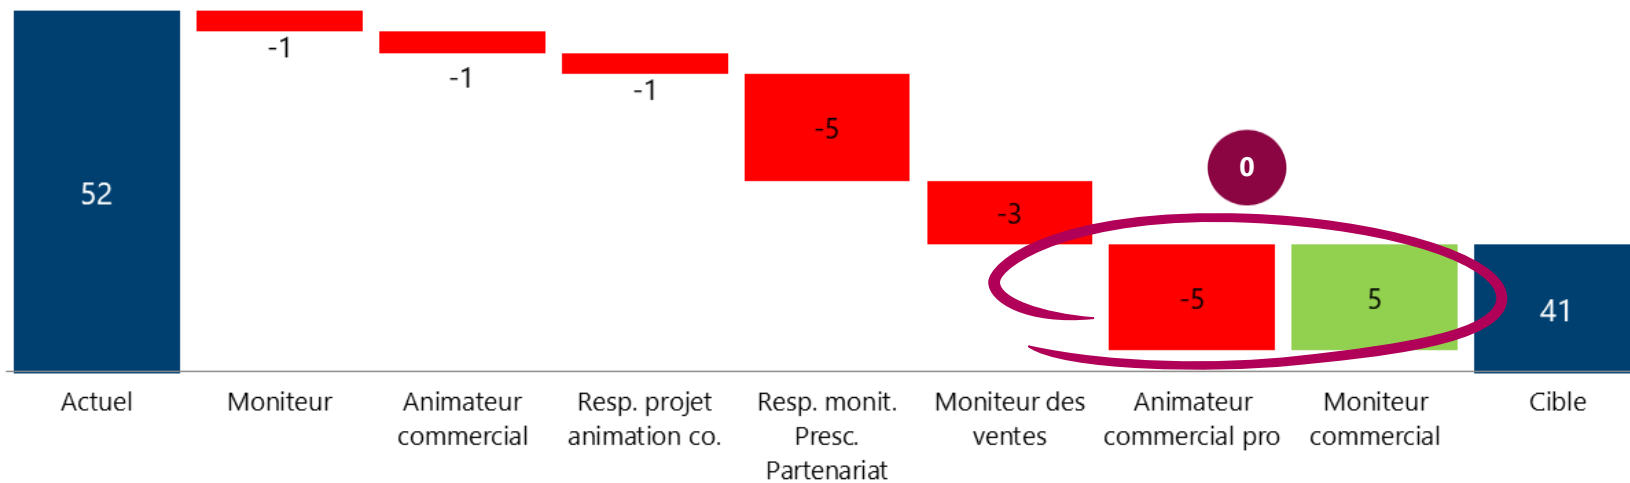 52
-1
-1
-1
-5
-3
0
-5
5
41
Actuel
Moniteur
Animateur
commercial
Resp. projet
animation co.
Resp. monit.
Presc.
Partenariat
Moniteur des
ventes
Animateur
commercial pro
Moniteur
commercial
Cible